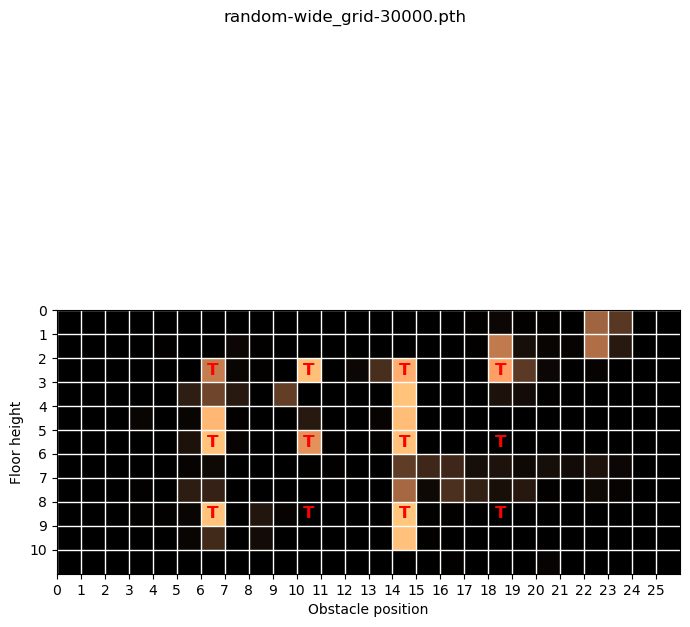 random-wide_grid-30000.pth
0
1
2
T T T T
3
4
5
T T T T
6
7
8
T T T T
9
10
Floor height
0 1 2 3 4 5 6 7 8 9 10 11 12 13 14 15 16 17 18 19 20 21 22 23 24 25
Obstacle position